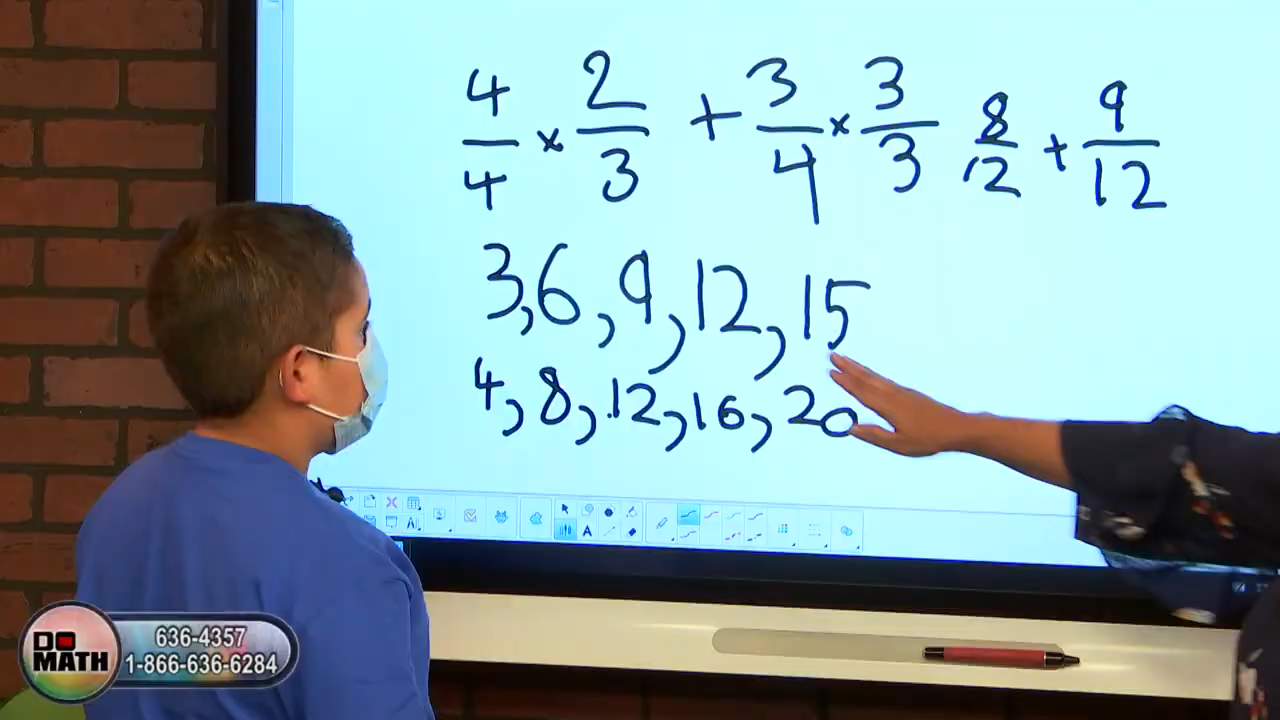 4/4 × 2/3 + 3/4 × 3/3 8/12 + 9/12
3, 6, 9, 12, 15
4, 8, 12, 16, 20
DO MATH
636-4357
1-866-636-6284